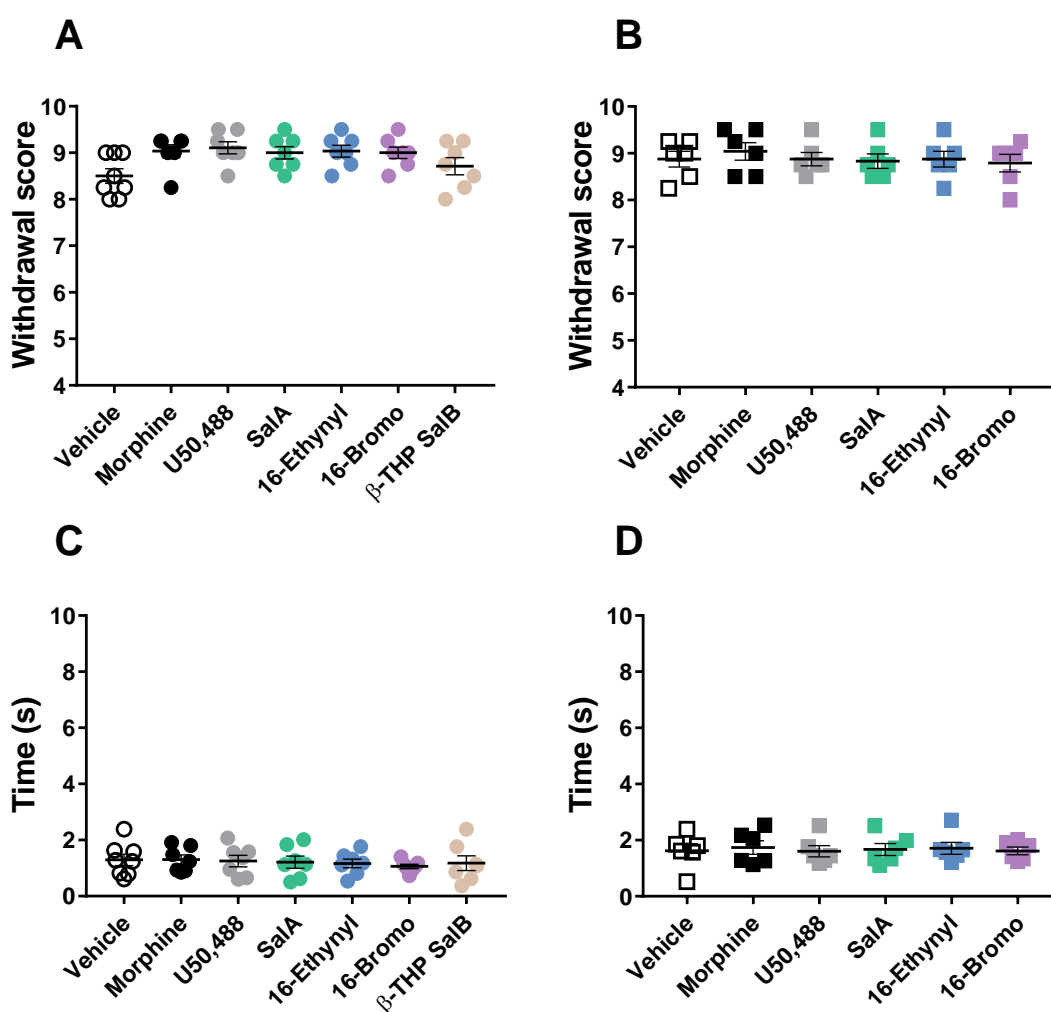 A
Withdrawal score
10
9
8
7
6
5
4
Vehicle
Morphine
U50,488
SalA
16-Ethynyl
16-Bromo
β-THP SalB
B
Withdrawal score
10
9
8
7
6
5
4
Vehicle
Morphine
U50,488
SalA
16-Ethynyl
16-Bromo
C
Time (s)
10
8
6
4
2
0
Vehicle
Morphine
U50,488
SalA
16-Ethynyl
16-Bromo
β-THP SalB
D
Time (s)
10
8
6
4
2
0
Vehicle
Morphine
U50,488
SalA
16-Ethynyl
16-Bromo